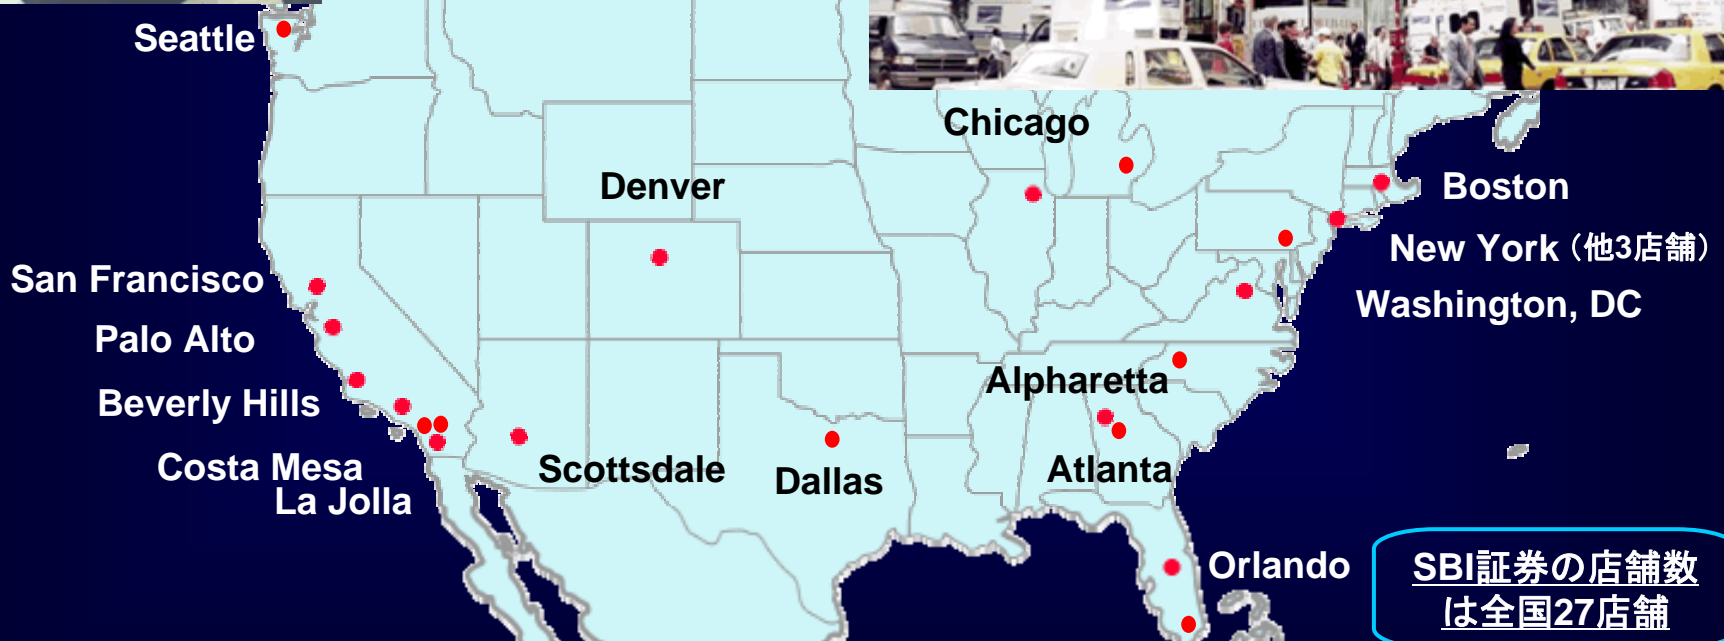 Seattle
Chicago
Denver
Boston
New York（他3店舗）
San Francisco
Washington, DC
Palo Alto
Alpharetta
Beverly Hills
Costa Mesa
Scottsdale
Dallas
Atlanta
La Jolla
Orlando
SBI証券の店舗数
は全国27店舗